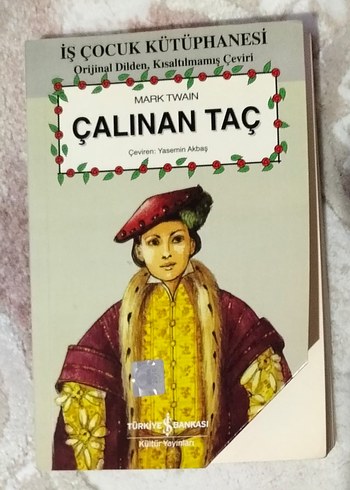 İŞ ÇOCUK KÜTÜPHANESİ
Orijinal Dilden, Kısaltılmamış Çeviri
MARK TWAIN
ÇALINAN TAÇ
Çeviren: Yasemin Akbaş
TÜRKİYE İŞ BANKASI
Kültür Yayınları